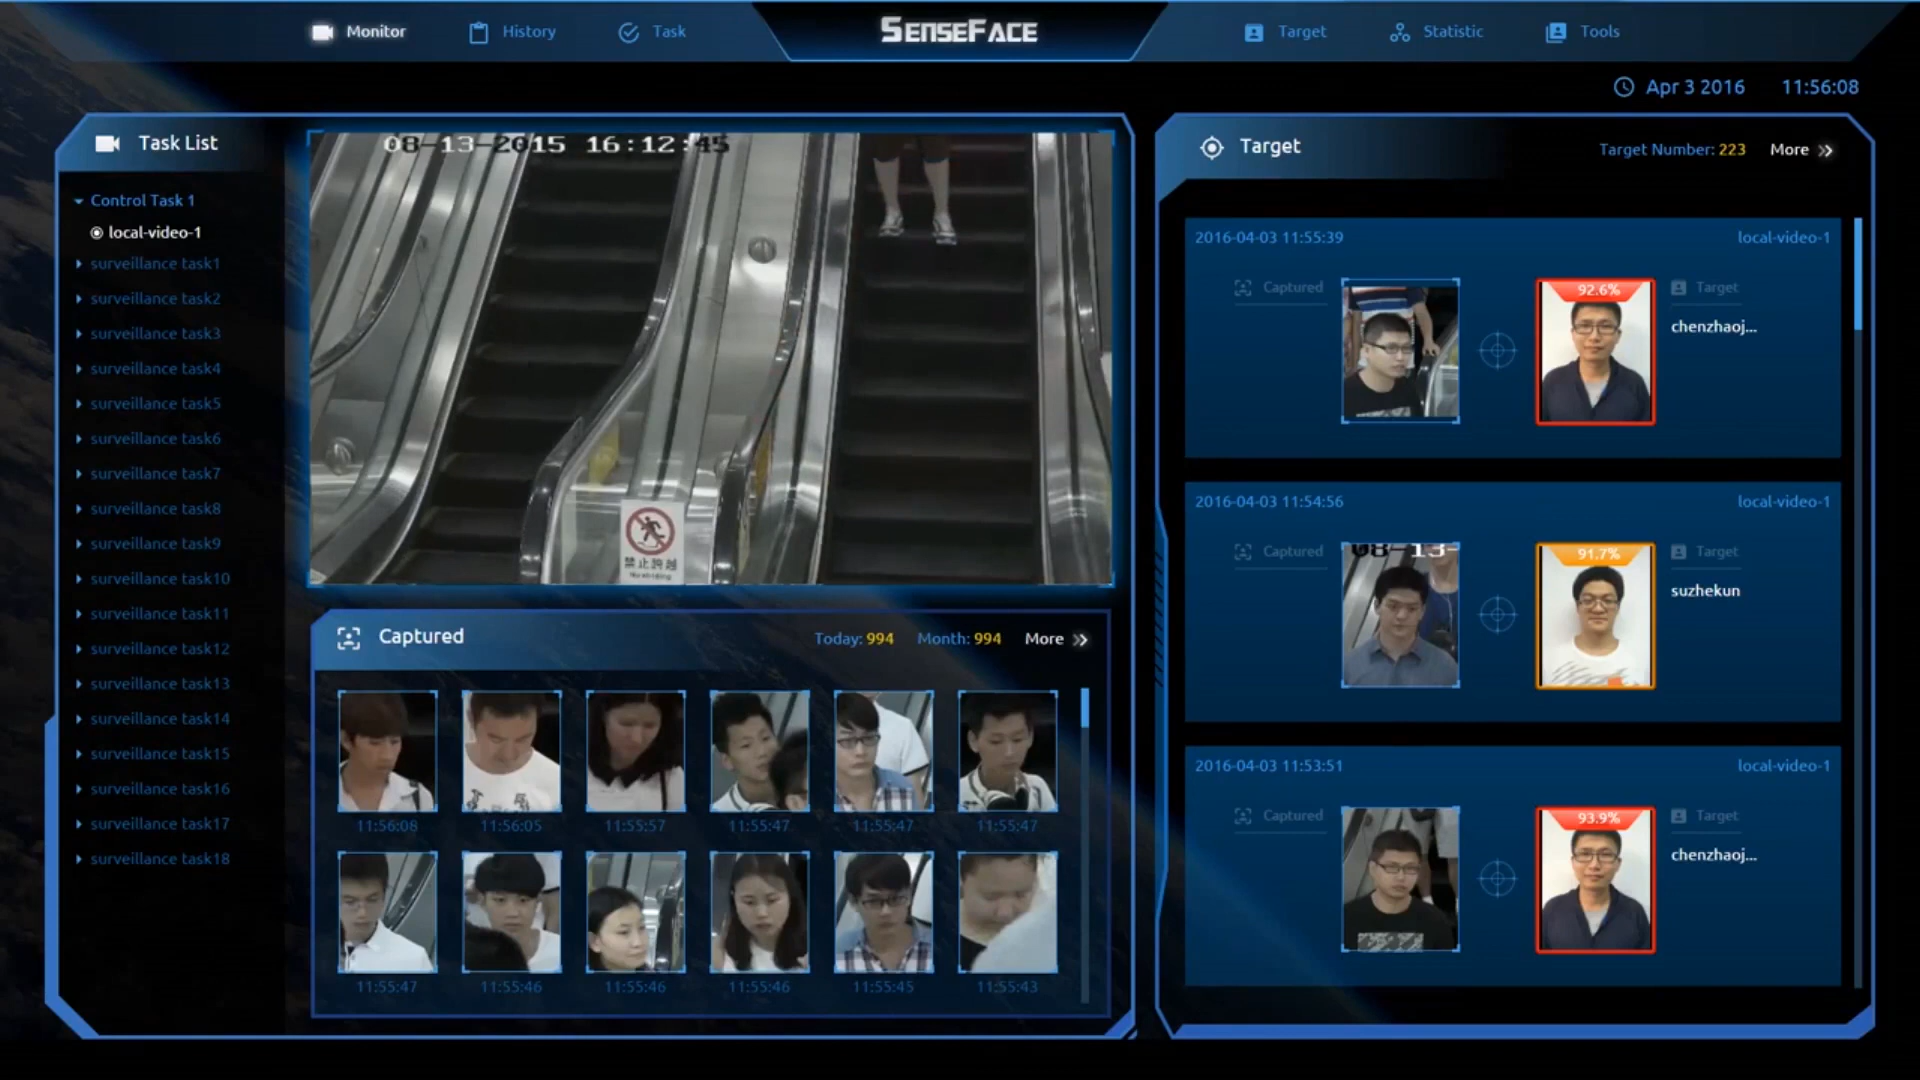 Monitor
History
Task
SENSEFACE
Target
Statistic
Tools
Apr 3 2016 11:56:08
Task List
Control Task 1
local-video-1
surveillance task1
surveillance task2
surveillance task3
surveillance task4
surveillance task5
surveillance task6
surveillance task7
surveillance task8
surveillance task9
surveillance task10
surveillance task11
surveillance task12
surveillance task13
surveillance task14
surveillance task15
surveillance task16
surveillance task17
surveillance task18
08-13-2015 16:12:45
禁止跨越
No striding
Captured
Today: 994 Month: 994 More
11:56:08 11:56:05 11:55:57 11:55:47 11:55:47 11:55:47
11:55:47 11:55:46 11:55:46 11:55:46 11:55:45 11:55:43
Target
Target Number: 223 More
2016-04-03 11:55:39 local-video-1
Captured
92.6%
Target
chenzhaoj...
2016-04-03 11:54:56 local-video-1
Captured
08-13-
91.7%
Target
suzhekun
2016-04-03 11:53:51 local-video-1
Captured
93.9%
Target
chenzhaoj...